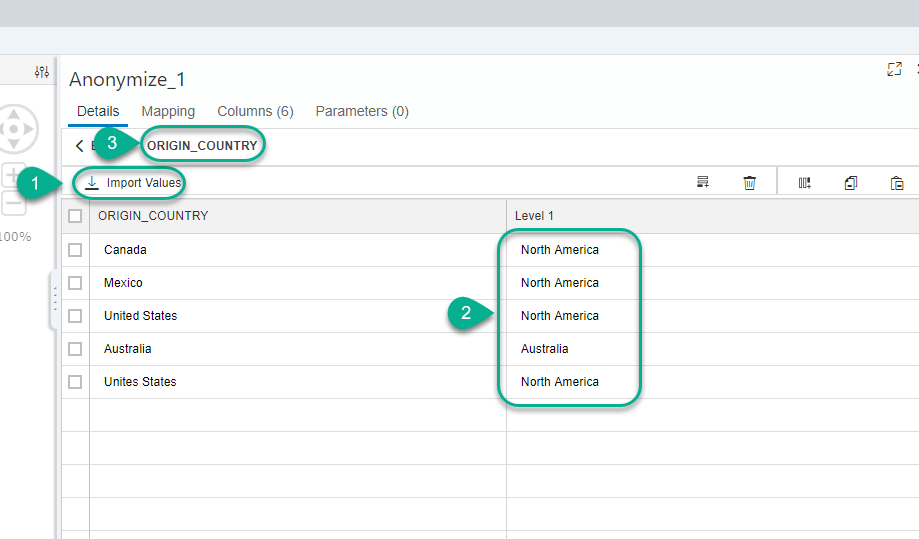 Anonymize_1
Details Mapping Columns (6) Parameters (0)
3 ORIGIN_COUNTRY
1 Import Values
100%
ORIGIN_COUNTRY Level 1
Canada North America
Mexico North America
United States North America
2
Australia Australia
Unites States North America